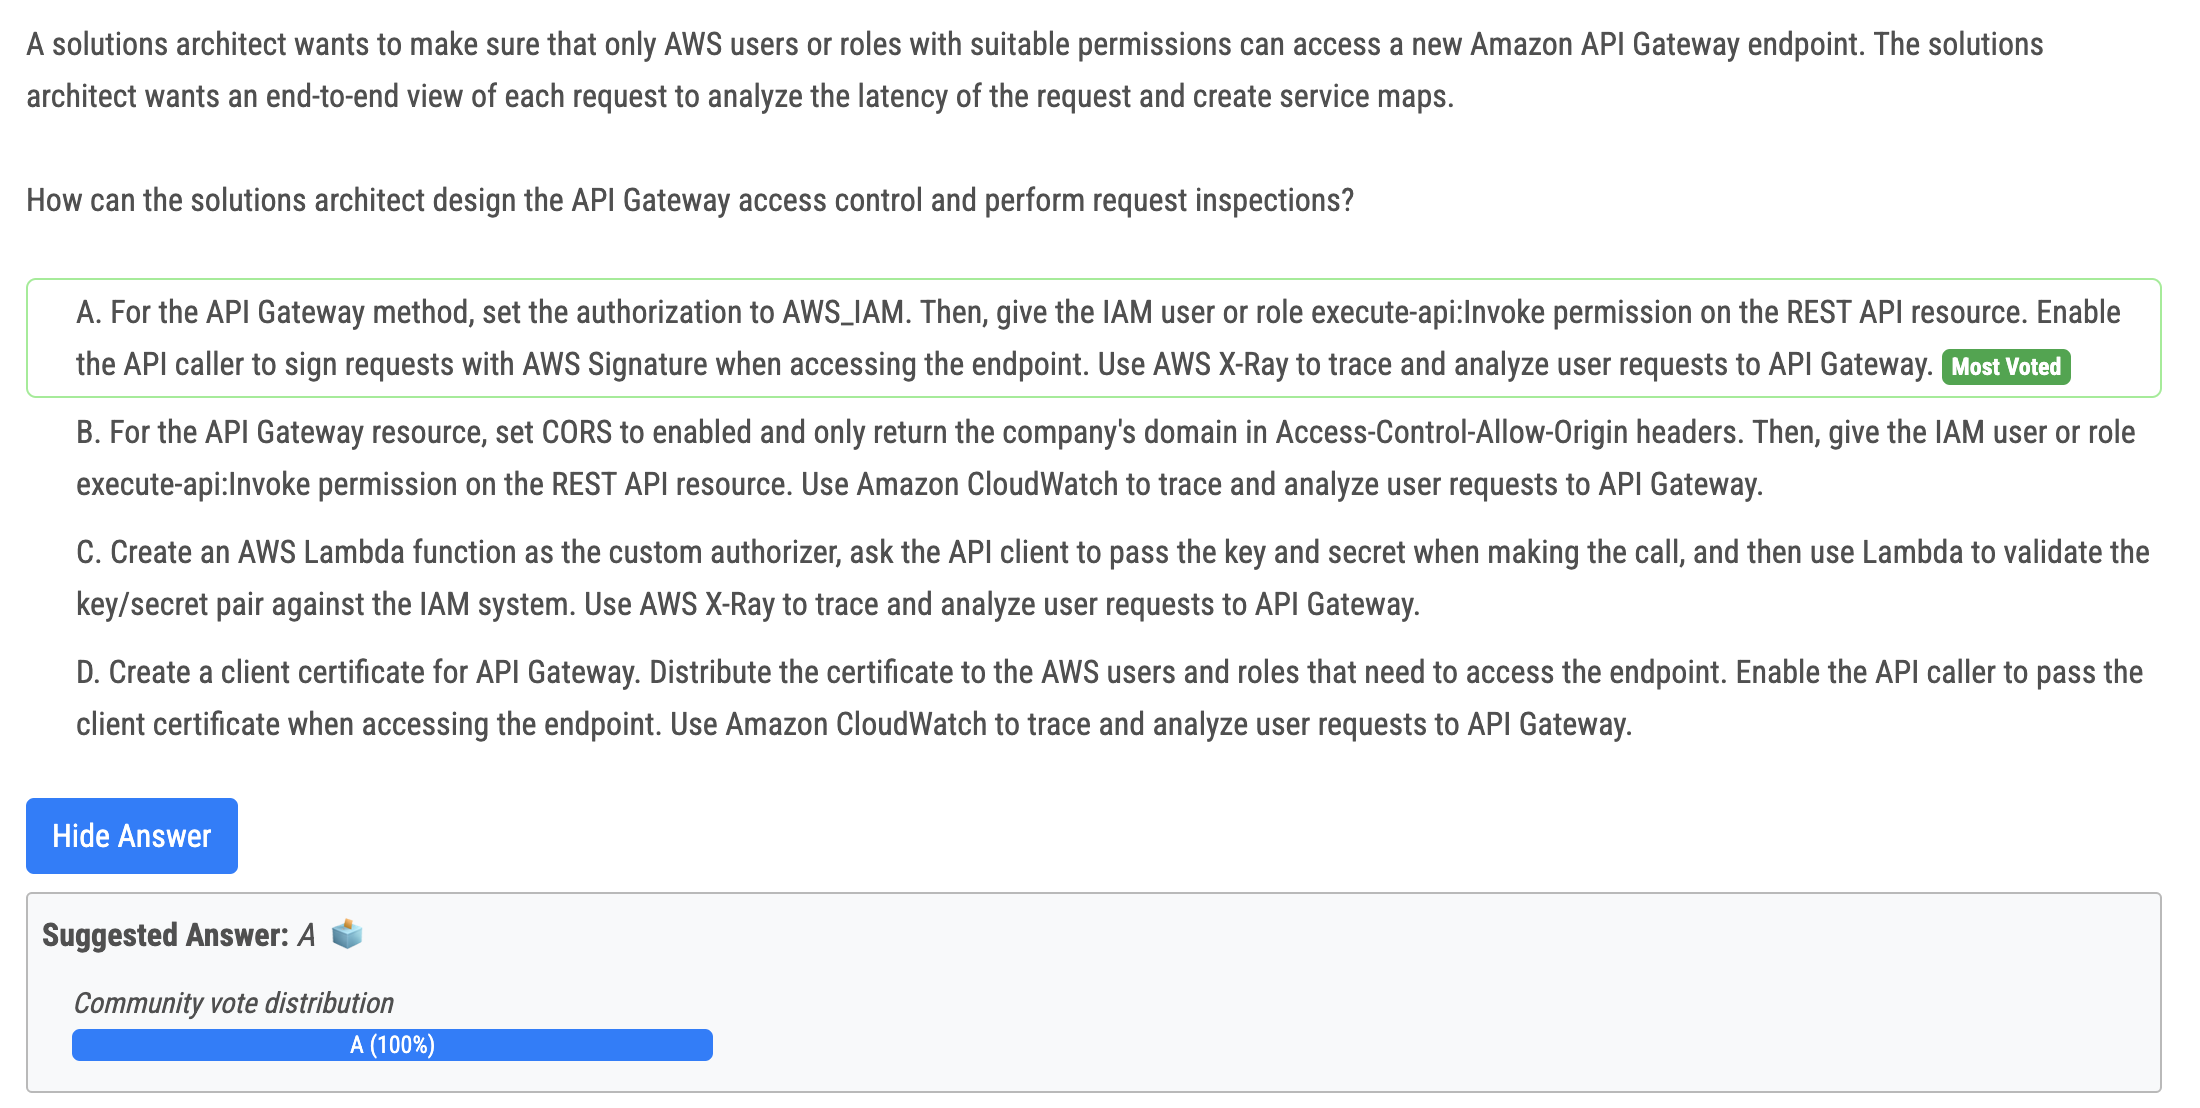 A solutions architect wants to make sure that only AWS users or roles with suitable permissions can access a new Amazon API Gateway endpoint. The solutions
architect wants an end-to-end view of each request to analyze the latency of the request and create service maps.
How can the solutions architect design the API Gateway access control and perform request inspections?
A. For the API Gateway method, set the authorization to AWS_IAM. Then, give the IAM user or role execute-api:Invoke permission on the REST API resource. Enable
the API caller to sign requests with AWS Signature when accessing the endpoint. Use AWS X-Ray to trace and analyze user requests to API Gateway. Most Voted
B. For the API Gateway resource, set CORS to enabled and only return the company's domain in Access-Control-Allow-Origin headers. Then, give the IAM user or role
execute-api:Invoke permission on the REST API resource. Use Amazon CloudWatch to trace and analyze user requests to API Gateway.
C. Create an AWS Lambda function as the custom authorizer, ask the API client to pass the key and secret when making the call, and then use Lambda to validate the
key/secret pair against the IAM system. Use AWS X-Ray to trace and analyze user requests to API Gateway.
D. Create a client certificate for API Gateway. Distribute the certificate to the AWS users and roles that need to access the endpoint. Enable the API caller to pass the
client certificate when accessing the endpoint. Use Amazon CloudWatch to trace and analyze user requests to API Gateway.
Hide Answer
Suggested Answer: A
Community vote distribution
A (100%)